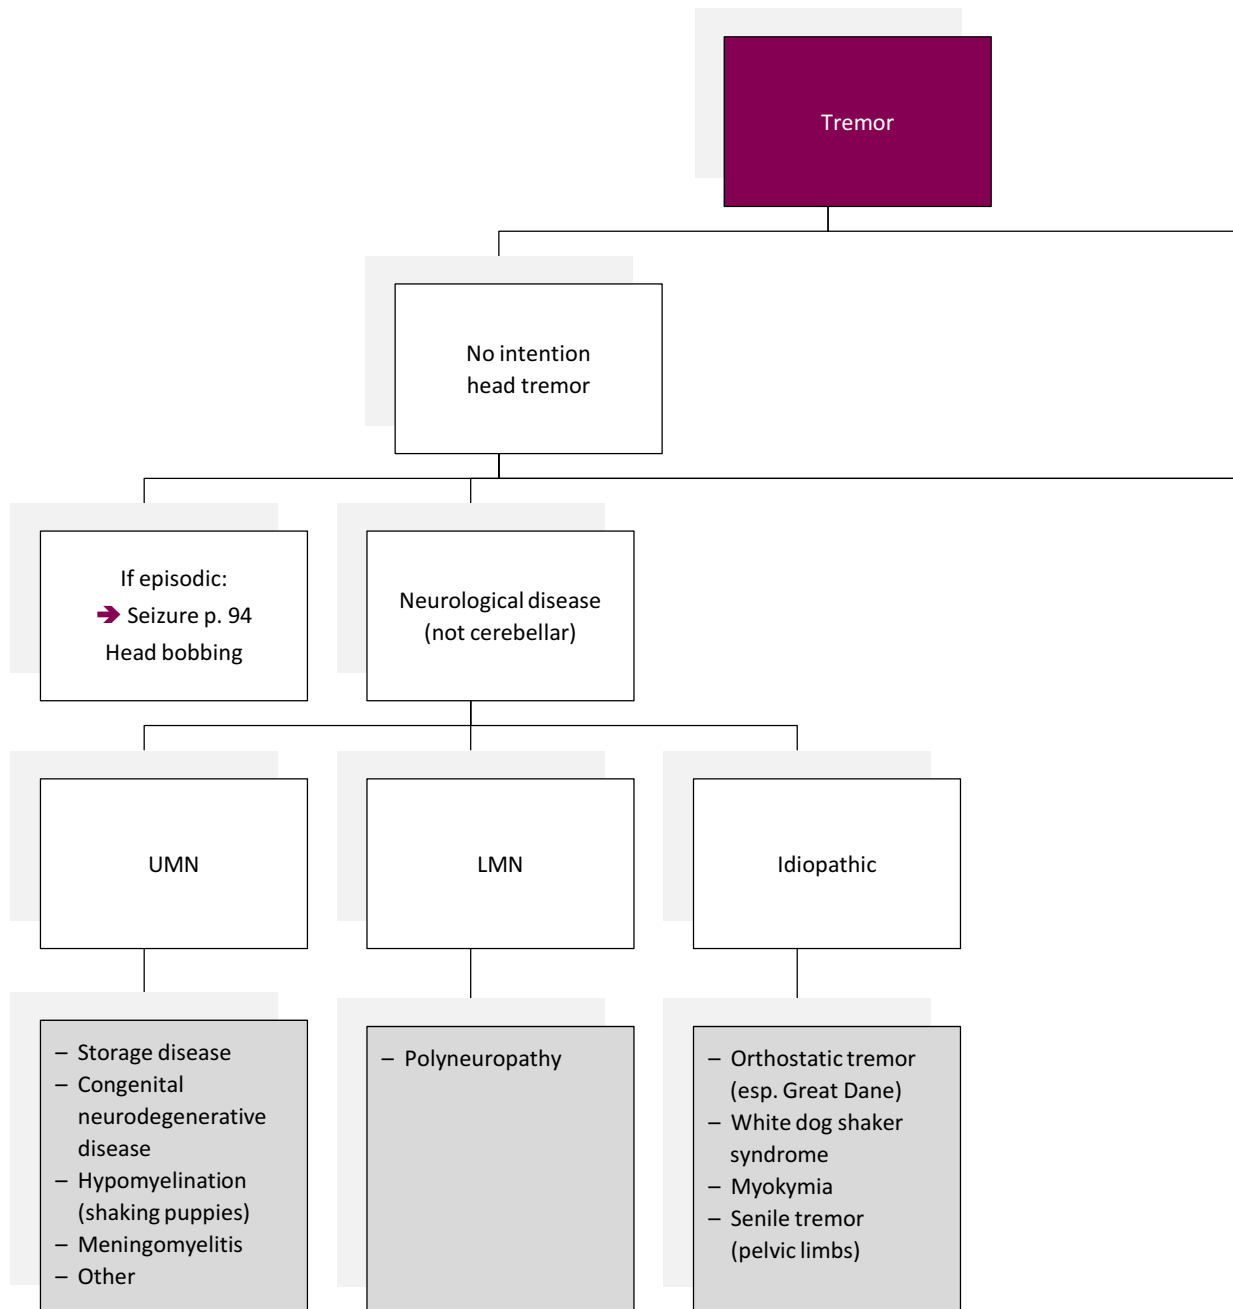 Tremor
No intention
head tremor
If episodic:
➔ Seizure p. 94
Head bobbing
Neurological disease
(not cerebellar)
UMN
LMN
Idiopathic
– Storage disease
– Congenital
neurodegenerative
disease
– Hypomyelination
(shaking puppies)
– Meningomyelitis
– Other
– Polyneuropathy
– Orthostatic tremor
(esp. Great Dane)
– White dog shaker
syndrome
– Myokymia
– Senile tremor
(pelvic limbs)